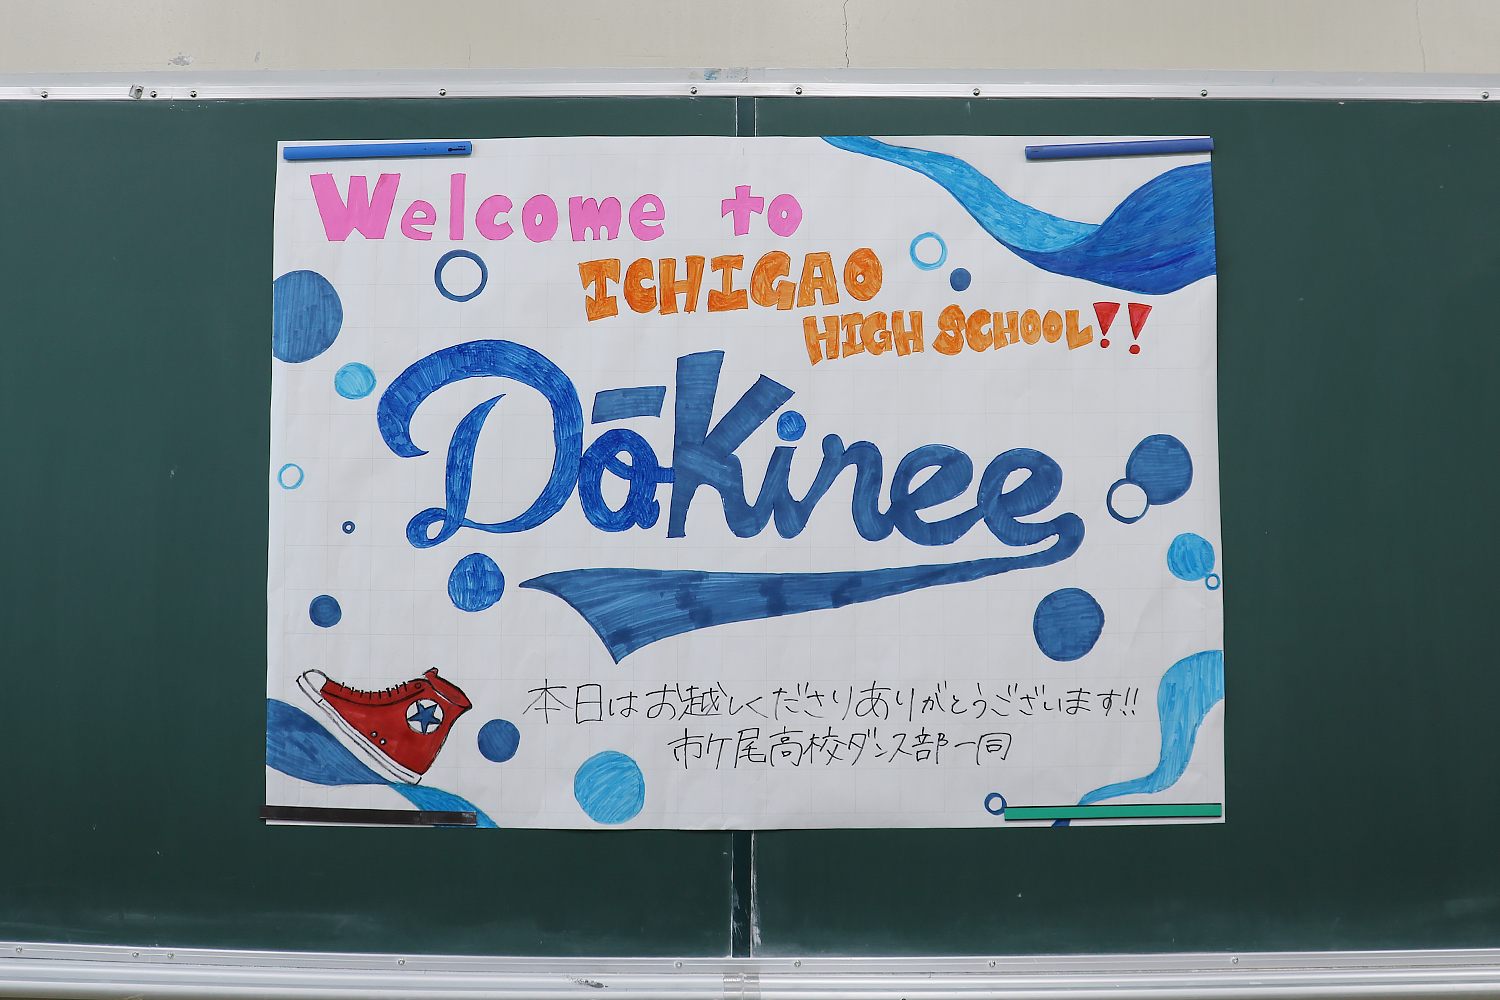 Welcome to
ICHIGAO
HIGH SCHOOL!!
Dākinee
本日はお越しくださりありがとうございます!!
市ケ尾高校ダンス部一同